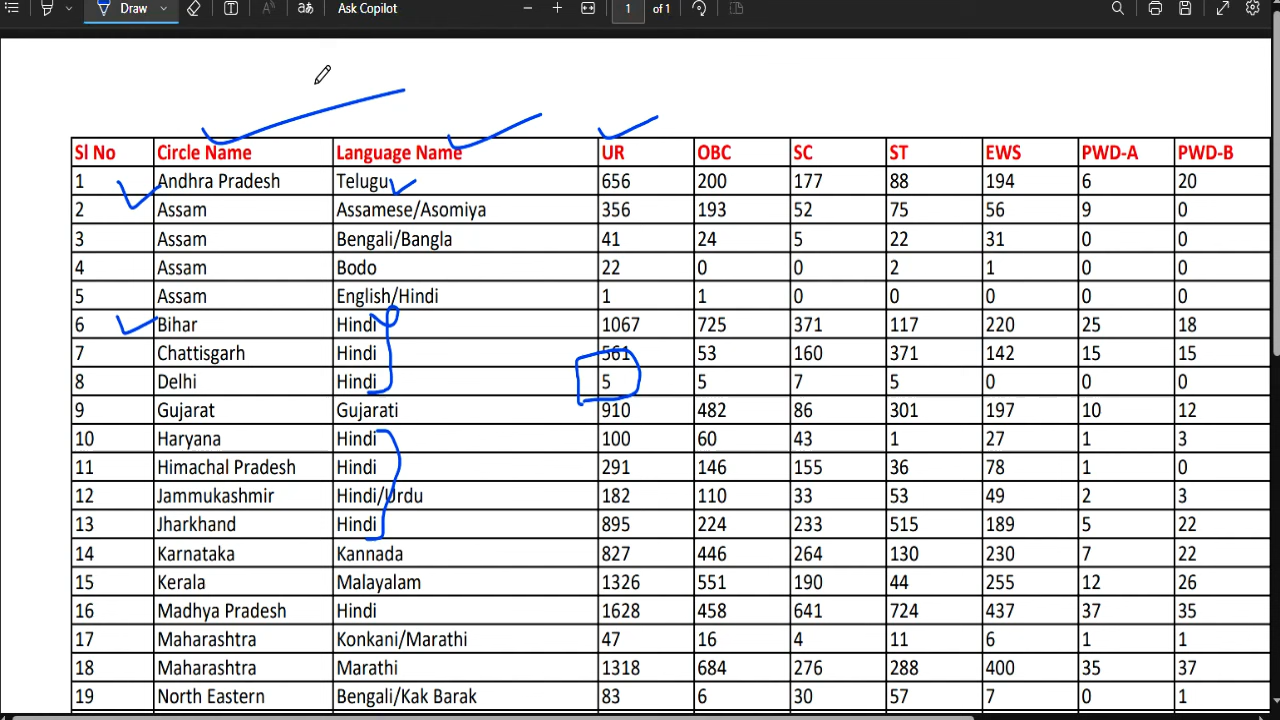 Draw
Ask Copilot
1 of 1
Sl No Circle Name Language Name UR OBC SC ST EWS PWD-A PWD-B
1 Andhra Pradesh Telugu 656 200 177 88 194 6 20
2 Assam Assamese/Asomiya 356 193 52 75 56 9 0
3 Assam Bengali/Bangla 41 24 5 22 31 0 0
4 Assam Bodo 22 0 0 2 1 0 0
5 Assam English/Hindi 1 1 0 0 0 0 0
6 Bihar Hindi 1067 725 371 117 220 25 18
7 Chattisgarh Hindi 561 53 160 371 142 15 15
8 Delhi Hindi 5 5 7 5 0 0 0
9 Gujarat Gujarati 910 482 86 301 197 10 12
10 Haryana Hindi 100 60 43 1 27 1 3
11 Himachal Pradesh Hindi 291 146 155 36 78 1 0
12 Jammukashmir Hindi/Urdu 182 110 33 53 49 2 3
13 Jharkhand Hindi 895 224 233 515 189 5 22
14 Karnataka Kannada 827 446 264 130 230 7 22
15 Kerala Malayalam 1326 551 190 44 255 12 26
16 Madhya Pradesh Hindi 1628 458 641 724 437 37 35
17 Maharashtra Konkani/Marathi 47 16 4 11 6 1 1
18 Maharashtra Marathi 1318 684 276 288 400 35 37
19 North Eastern Bengali/Kak Barak 83 6 30 57 7 0 1